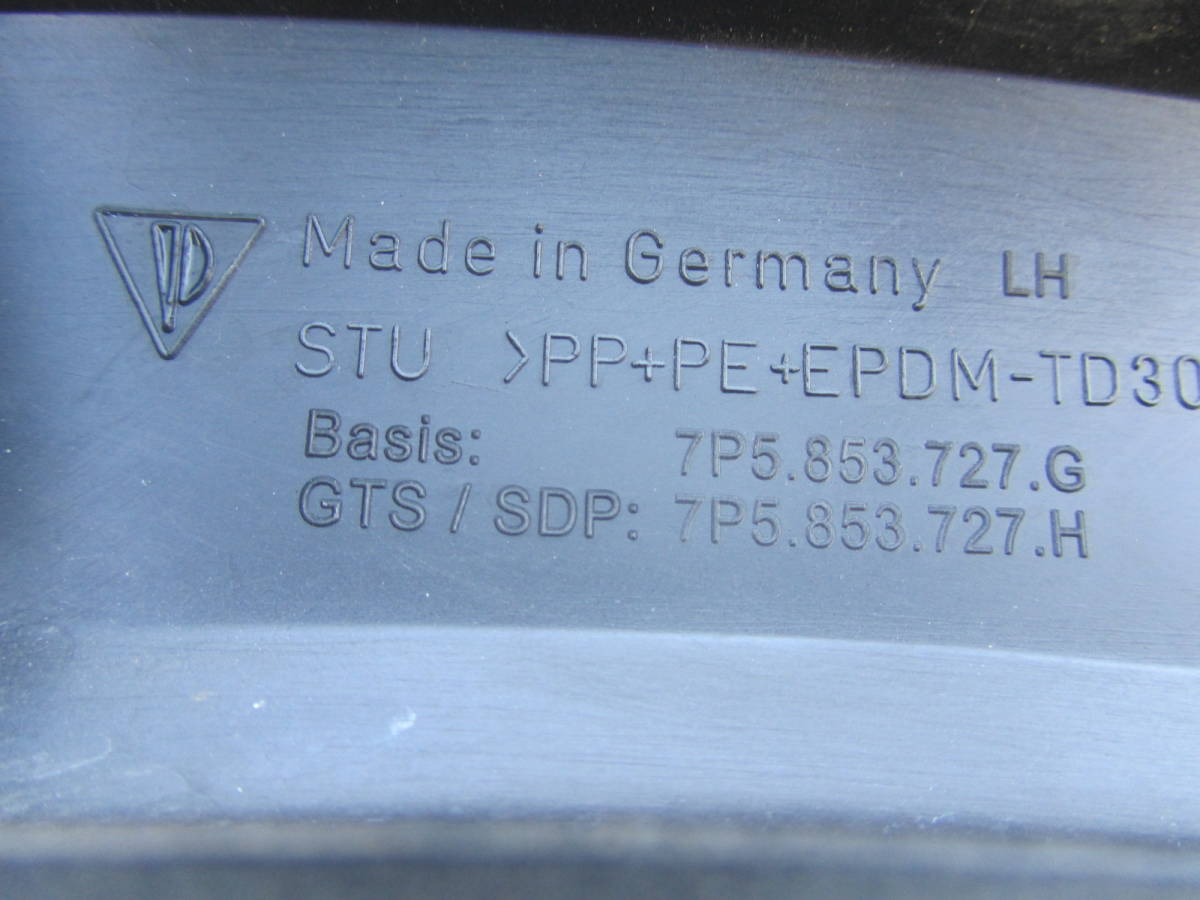 Made in Germany LH
STU >PP+PE+EPDM-TD30
Basis: 7P5.853.727.G
GTS / SDP: 7P5.853.727.H